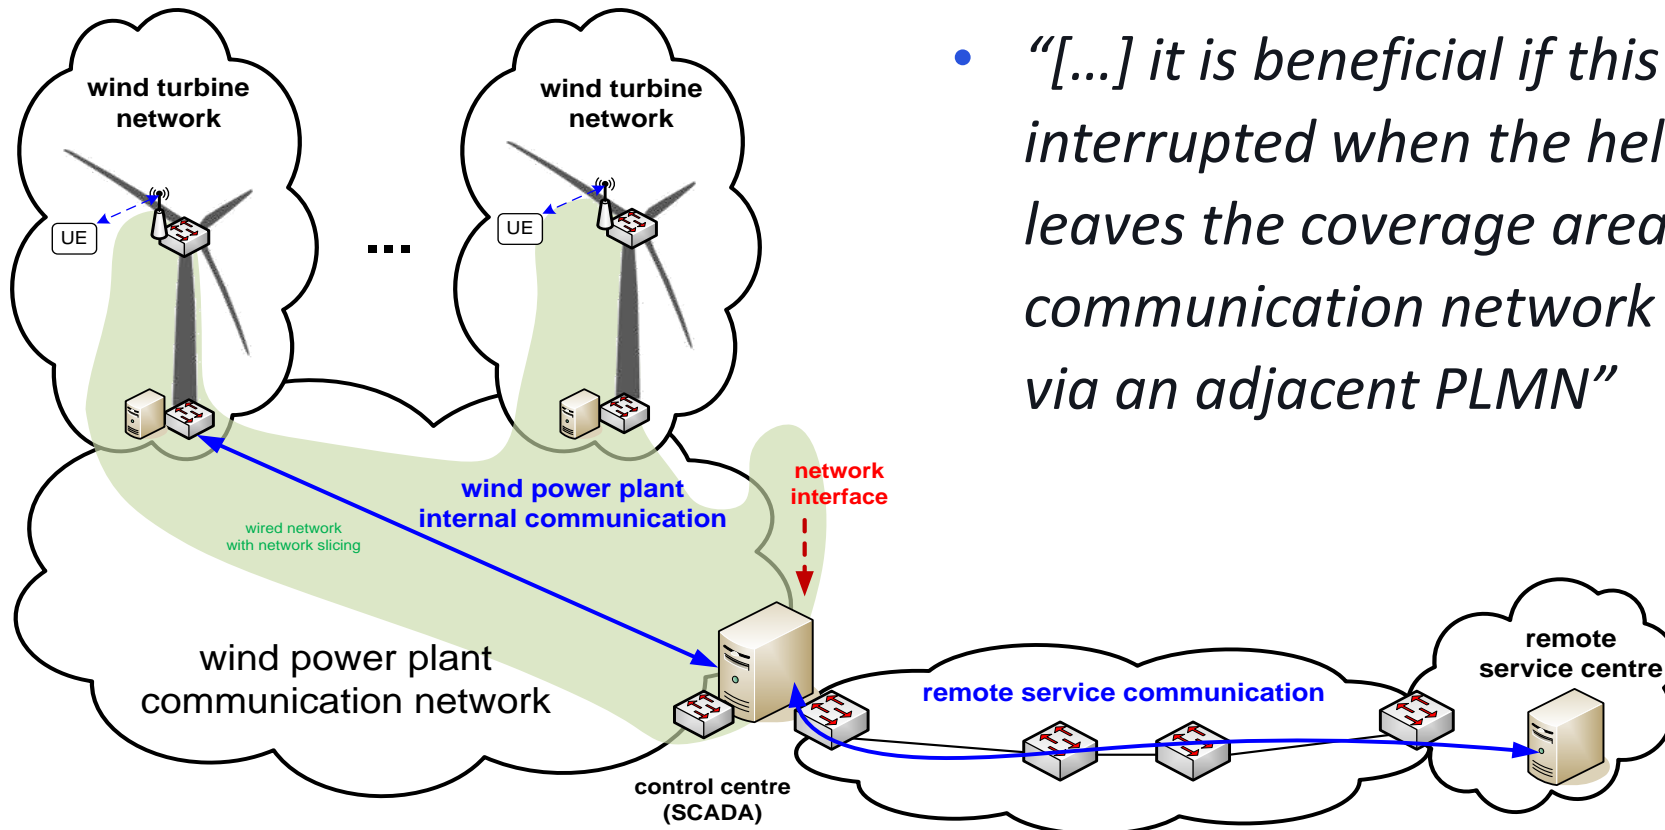 wind turbine
network
wind turbine
network
UE
UE
...
• “[…] it is beneficial if this
interrupted when the hel
leaves the coverage area
communication network
via an adjacent PLMN”
network
interface
wind power plant
internal communication
wired network
with network slicing
wind power plant
communication network
remote service communication
remote
service centre
control centre
(SCADA)